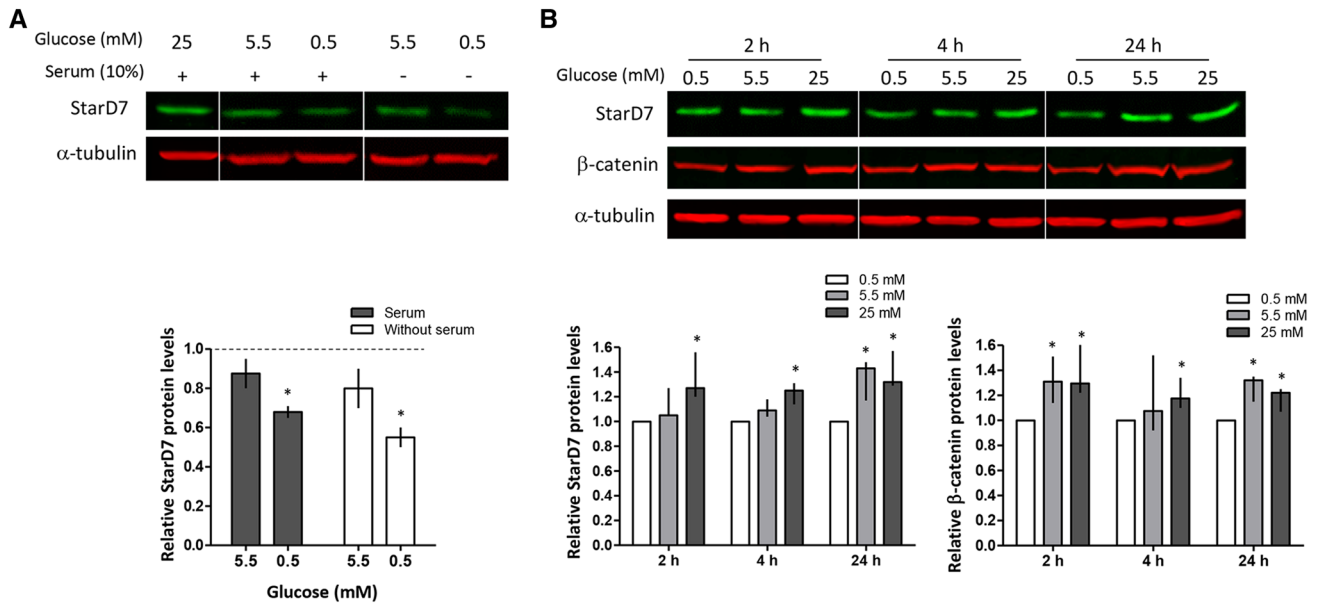 A
Glucose (mM) 25 5.5 0.5 5.5 0.5
Serum (10%) + + + - -
StarD7
α-tubulin
Serum
Without serum
Relative StarD7 protein levels
1.0
0.8
0.6
0.4
0.2
0.0
* *
5.5 0.5 5.5 0.5
Glucose (mM)
B
2 h 4 h 24 h
Glucose (mM) 0.5 5.5 25 0.5 5.5 25 0.5 5.5 25
StarD7
β-catenin
α-tubulin
0.5 mM
5.5 mM
25 mM
Relative StarD7 protein levels
1.6
1.4
1.2
1.0
0.8
0.6
0.4
0.2
0.0
* * * *
2 h 4 h 24 h
0.5 mM
5.5 mM
25 mM
Relative β-catenin protein levels
1.6
1.4
1.2
1.0
0.8
0.6
0.4
0.2
0.0
* * * * *
2 h 4 h 24 h